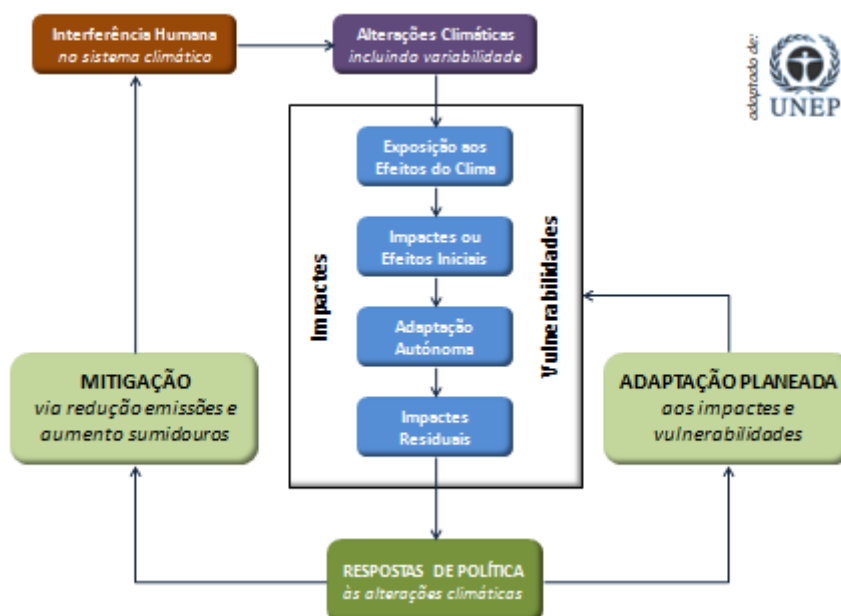 Interferência Humana
no sistema climático
Alterações Climáticas
incluindo variabilidade
adaptado de:
UNEP
Exposição aos
Efeitos do Clima
Impactes ou
Efeitos Iniciais
Adaptação
Autónoma
Impactes
Residuais
Impactes
Vulnerabilidades
MITIGAÇÃO
via redução emissões e
aumento sumidouros
ADAPTAÇÃO PLANEADA
aos impactes e
vulnerabilidades
RESPOSTAS DE POLÍTICA
às alterações climáticas